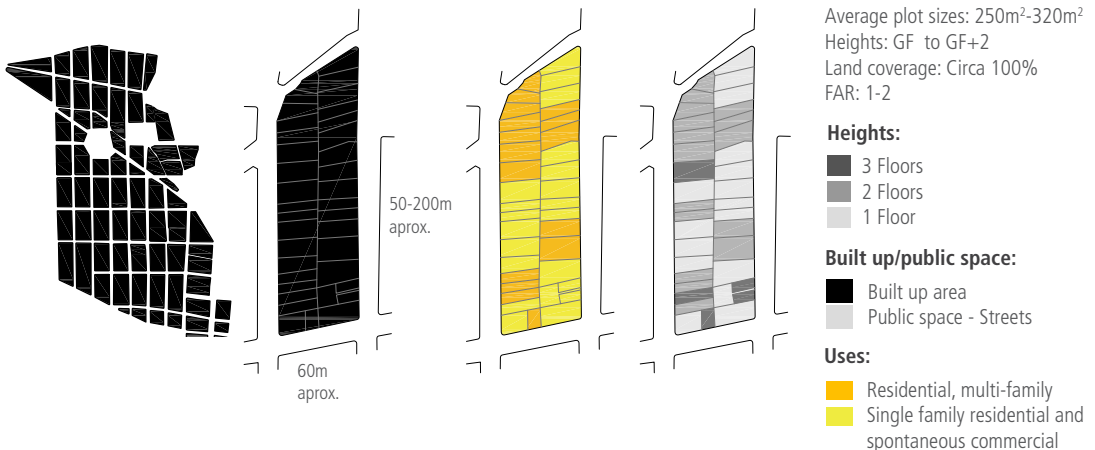 Average plot sizes: 250m²-320m²
Heights: GF to GF+2
Land coverage: Circa 100%
FAR: 1-2
Heights:
3 Floors
2 Floors
1 Floor
Built up/public space:
Built up area
Public space - Streets
Uses:
Residential, multi-family
Single family residential and
spontaneous commercial
50-200m
aprox.
60m
aprox.